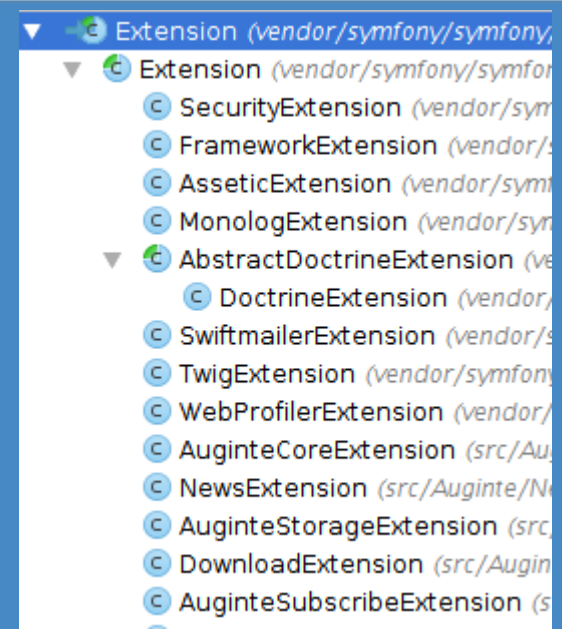 Extension (vendor/symfony/symfony/
Extension (vendor/symfony/symfor
SecurityExtension (vendor/sym
FrameworkExtension (vendor/s
AsseticExtension (vendor/symf
MonologExtension (vendor/syn
AbstractDoctrineExtension (ve
DoctrineExtension (vendor/
SwiftmailerExtension (vendor/s
TwigExtension (vendor/symfony
WebProfilerExtension (vendor/
AuginteCoreExtension (src/Aug
NewsExtension (src/Auginte/Ne
AuginteStorageExtension (src/
DownloadExtension (src/Augin
AuginteSubscribeExtension (s